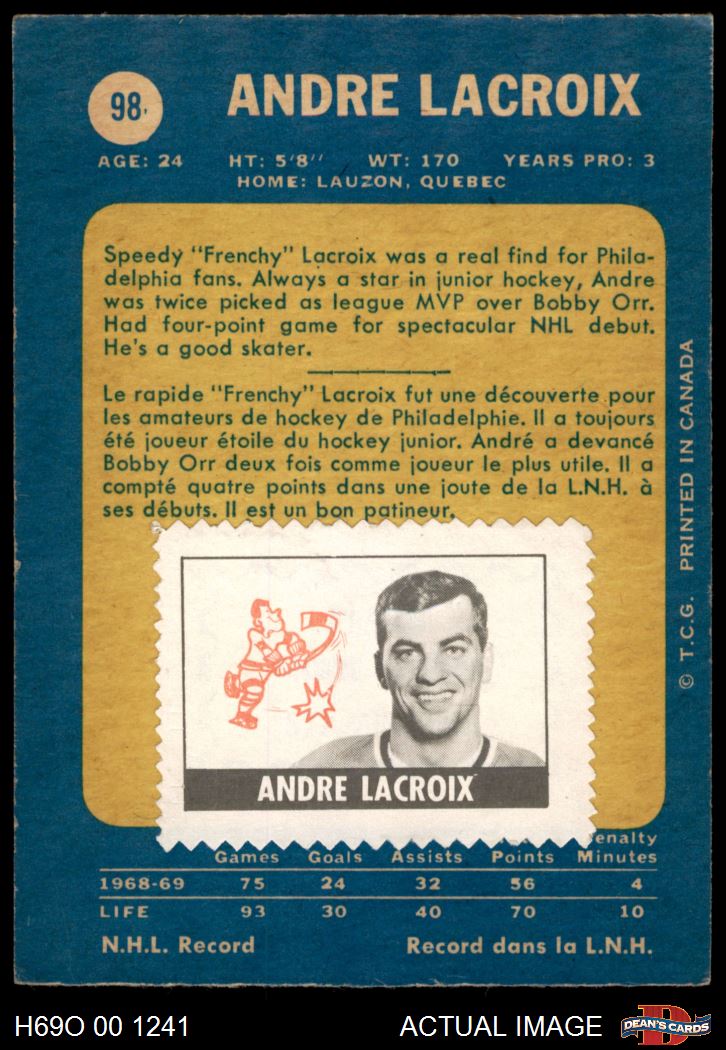 98.
ANDRE LACROIX
AGE: 24 HT: 5'8'' WT: 170 YEARS PRO: 3
HOME: LAUZON, QUEBEC
Speedy "Frenchy" Lacroix was a real find for Phila-
delphia fans. Always a star in junior hockey, Andre
was twice picked as league MVP over Bobby Orr.
Had four-point game for spectacular NHL debut.
He's a good skater.
Le rapide "Frenchy" Lacroix fut une découverte pour
les amateurs de hockey de Philadelphie. Il a toujours
été joueur étoile du hockey junior. André a devancé
Bobby Orr deux fois comme joueur le plus utile. Il a
compté quatre points dans une joute de la L.N.H. à
ses débuts. Il est un bon patineur.
© T.C.G. PRINTED IN CANADA
ANDRE LACROIX
Games Goals Assists Points Minutes
1968-69 75 24 32 56 4
LIFE 93 30 40 70 10
N.H.L. Record Record dans la L.N.H.
H69O 00 1241 ACTUAL IMAGE
D
DEAN'S CARDS